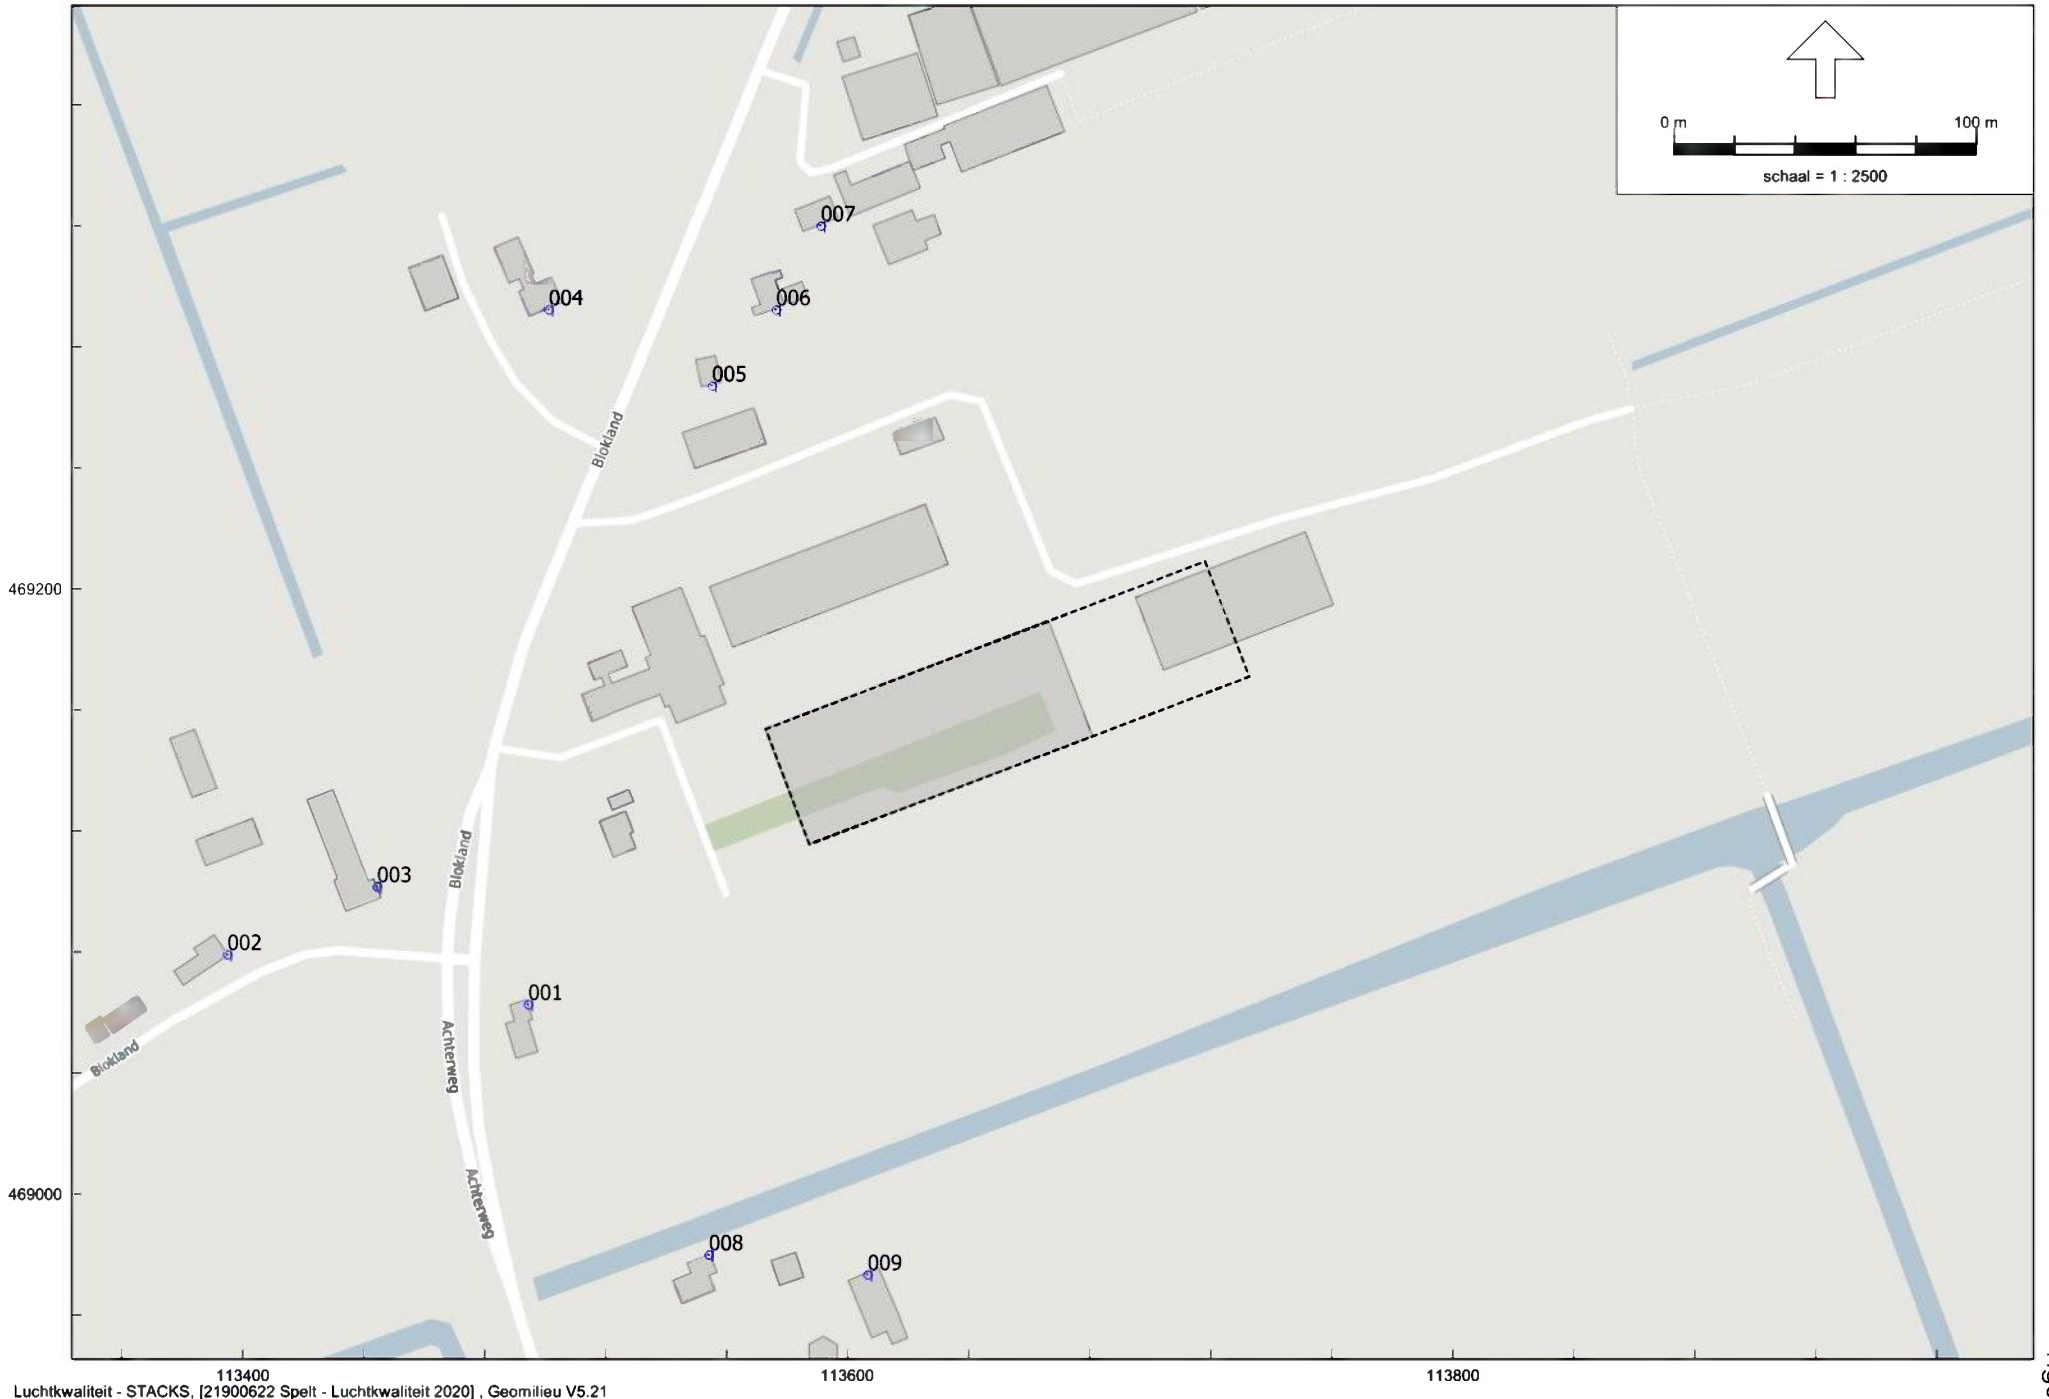 0 m 100 m
schaal = 1 : 2500
007
004
006
005
Blokland
469200
Blokland
003
002
001
Blokland
Achterweg
Achterweg
469000
008
009
113400 113600 113800
Luchtkwaliteit - STACKS, [21900622 Spelt - Luchtkwaliteit 2020] , Geomilieu V5.21